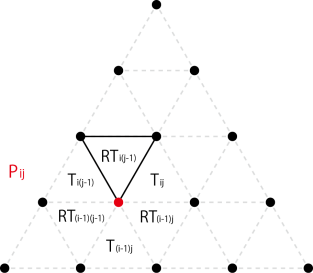 RTi(j-1)
Pij
Ti(j-1)
Tij
RT(i-1)(j-1)
RT(i-1)j
T(i-1)j